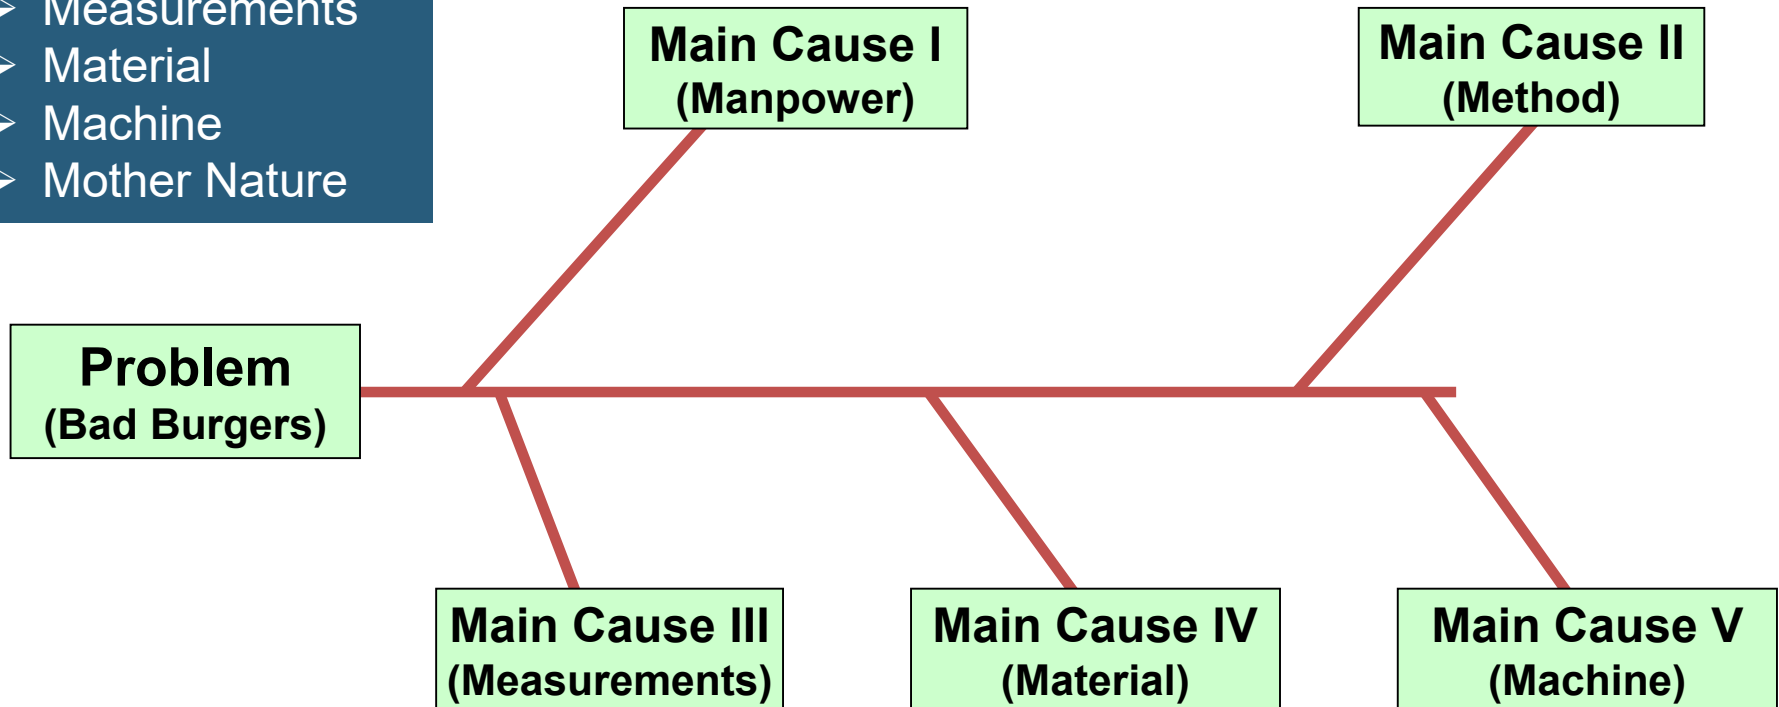 Measurements
Material
Machine
Mother Nature
Main Cause I
(Manpower)
Main Cause II
(Method)
Problem
(Bad Burgers)
Main Cause III
(Measurements)
Main Cause IV
(Material)
Main Cause V
(Machine)